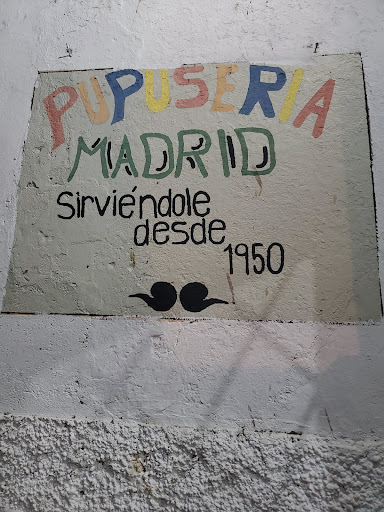 PUPUSERIA
MADRID
Sirviéndole
desde
1950